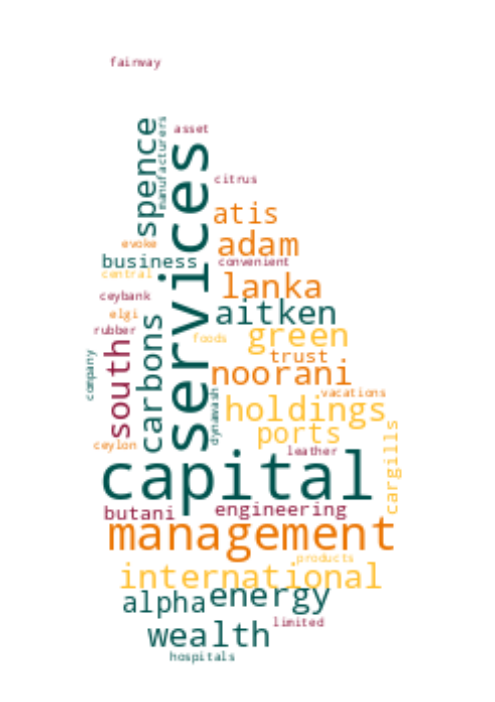 fairway
spence
manufacturers
asset
services
citrus
atis
adam
evoke
business
convenient
central
lanka
ceybank
aitken
elgi
carbons
rubber
south
foods
green
trust
company
noorani
dynawash
vacations
holdings
ports
cargills
ceylon
leather
capital
butani
engineering
management
products
international
alpha
energy
limited
wealth
hospitals